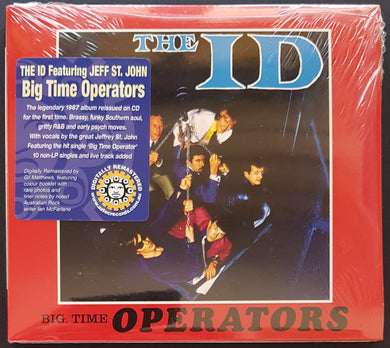 THE ID
THE ID Featuring JEFF ST. JOHN
Big Time Operators
The legendary 1967 album reissued on CD
for the first time. Brassy, funky Southern soul,
gritty R&B and early psych moves.
With vocals by the great Jeffrey St. John
Featuring the hit single 'Big Time Operator'
10 non-LP singles and live track added
Digitally Remastered by
Gil Matthews, featuring
colour booklet with
rare photos and
liner notes by noted
Australian Rock
writer Ian McFarlane
DIGITALLY REMASTERED
BIG. TIME OPERATORS